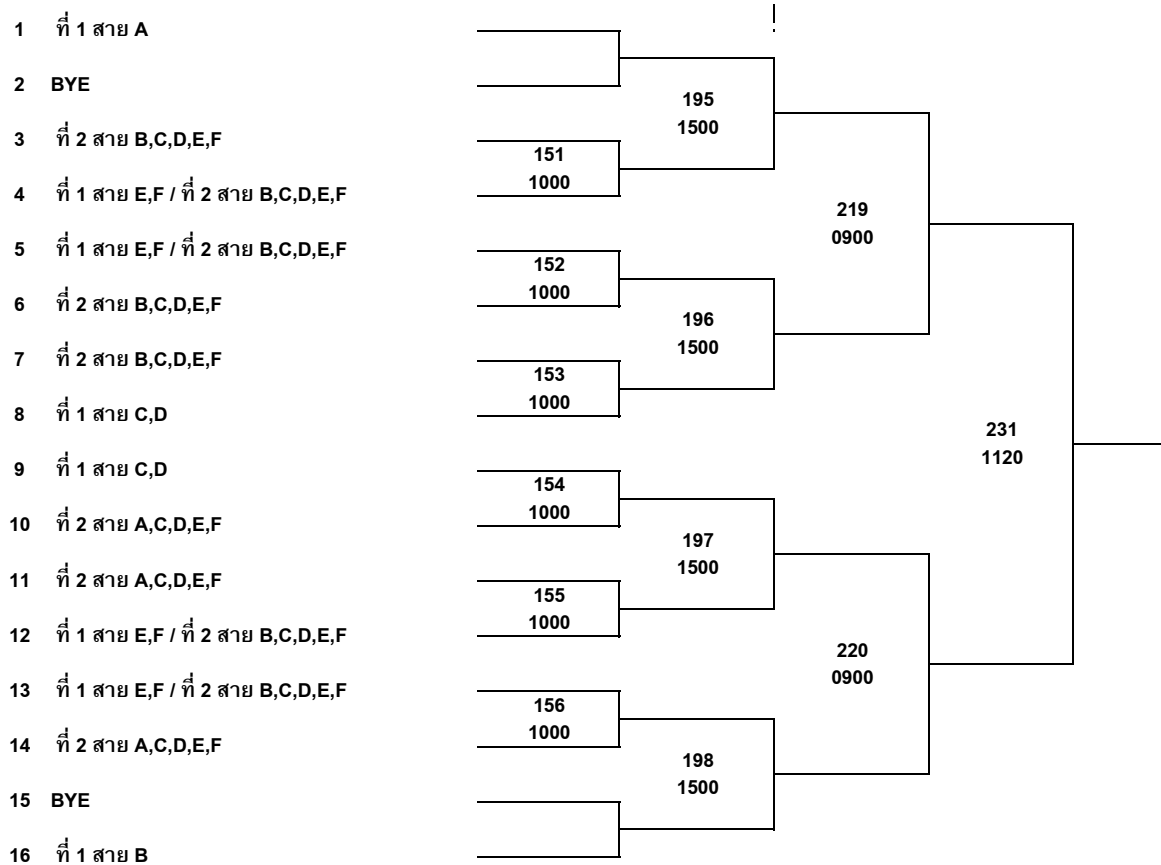 1 ที่ 1 สาย A
2 BYE
195
1500
3 ที่ 2 สาย B,C,D,E,F
151
1000
4 ที่ 1 สาย E,F / ที่ 2 สาย B,C,D,E,F
219
0900
5 ที่ 1 สาย E,F / ที่ 2 สาย B,C,D,E,F
152
1000
6 ที่ 2 สาย B,C,D,E,F
196
1500
7 ที่ 2 สาย B,C,D,E,F
153
1000
8 ที่ 1 สาย C,D
231
1120
9 ที่ 1 สาย C,D
154
1000
10 ที่ 2 สาย A,C,D,E,F
197
1500
11 ที่ 2 สาย A,C,D,E,F
155
1000
12 ที่ 1 สาย E,F / ที่ 2 สาย B,C,D,E,F
220
0900
13 ที่ 1 สาย E,F / ที่ 2 สาย B,C,D,E,F
156
1000
14 ที่ 2 สาย A,C,D,E,F
198
1500
15 BYE
16 ที่ 1 สาย B